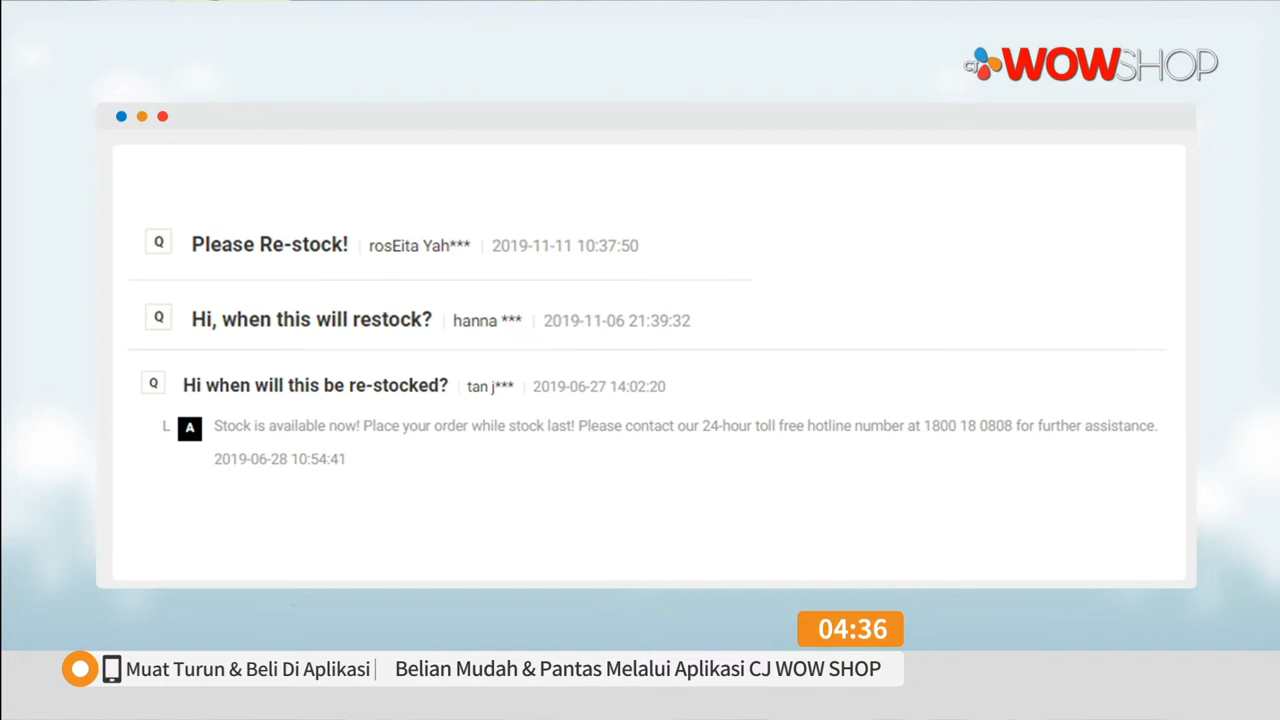 CJ WOWSHOP
Q Please Re-stock! rosEita Yah*** 2019-11-11 10:37:50
Q Hi, when this will restock? hanna *** 2019-11-06 21:39:32
Q Hi when will this be re-stocked? tan j*** 2019-06-27 14:02:20
L A Stock is available now! Place your order while stock last! Please contact our 24-hour toll free hotline number at 1800 18 0808 for further assistance.
2019-06-28 10:54:41
04:36
Muat Turun & Beli Di Aplikasi | Belian Mudah & Pantas Melalui Aplikasi CJ WOW SHOP